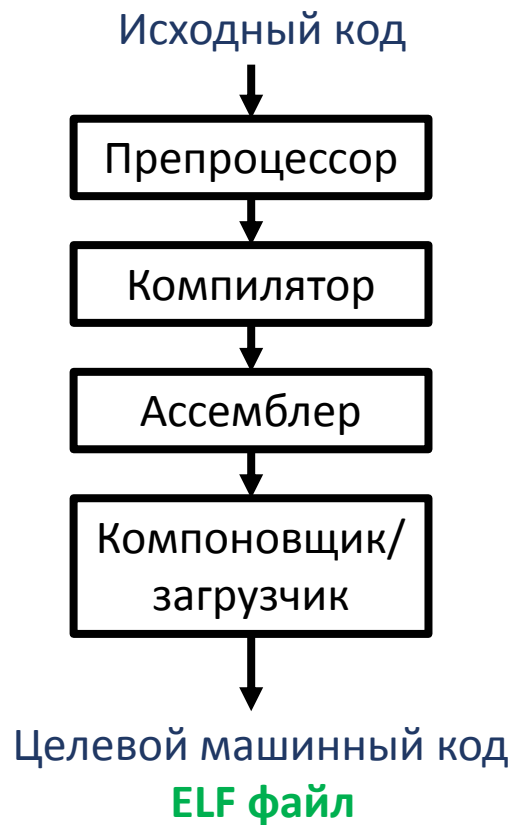 Исходный код
Препроцессор
Компилятор
Ассемблер
Компоновщик/
загрузчик
Целевой машинный код
ELF файл